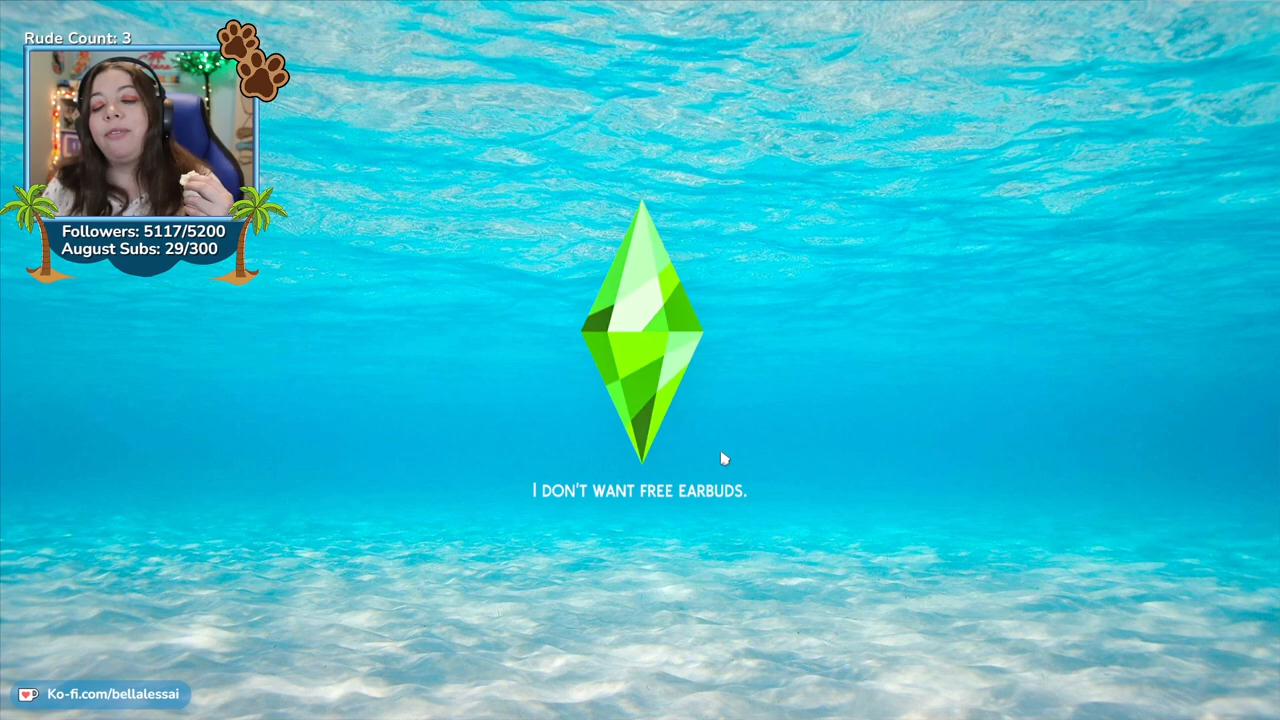 Rude Count: 3
Followers: 5117/5200
August Subs: 29/300
I DON'T WANT FREE EARBUDS.
Ko-fi.com/bellalessai